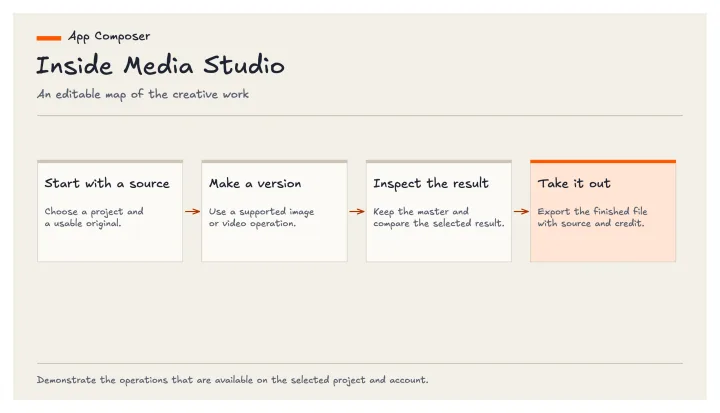 App Composer
Inside Media Studio
An editable map of the creative work
Start with a source
Choose a project and
a usable original.
Make a version
Use a supported image
or video operation.
Inspect the result
Keep the master and
compare the selected result.
Take it out
Export the finished file
with source and credit.
Demonstrate the operations that are available on the selected project and account.